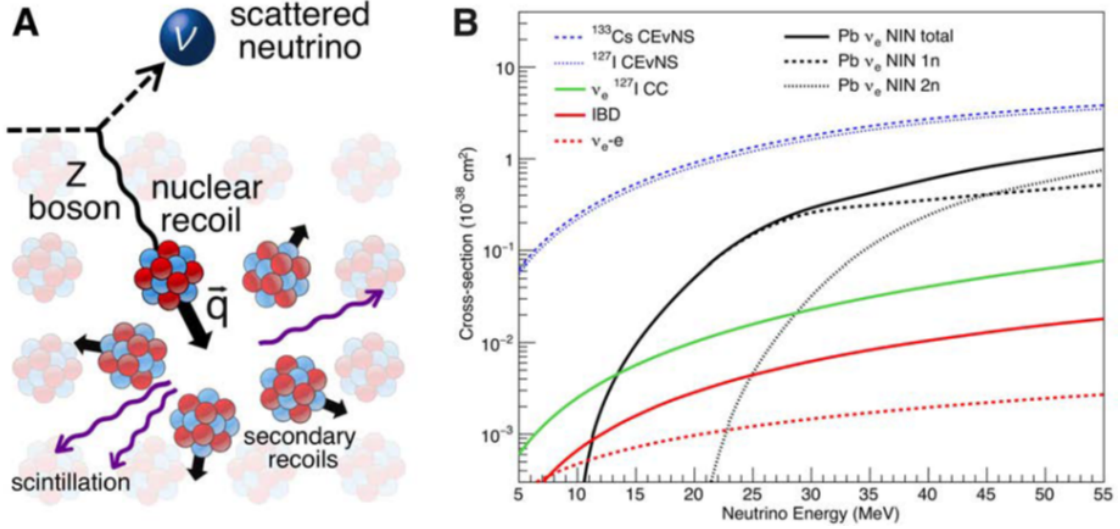 A
scattered
neutrino
ν
Z
boson
nuclear
recoil
q⃗
secondary
recoils
scintillation
B
¹³³Cs CEvNS
¹²⁷I CEvNS
νₑ ¹²⁷I CC
IBD
νₑ-e
Pb νₑ NIN total
Pb νₑ NIN 1n
Pb νₑ NIN 2n
Cross-section (10⁻³⁸ cm²)
10
1
10⁻¹
10⁻²
10⁻³
5 10 15 20 25 30 35 40 45 50 55
Neutrino Energy (MeV)